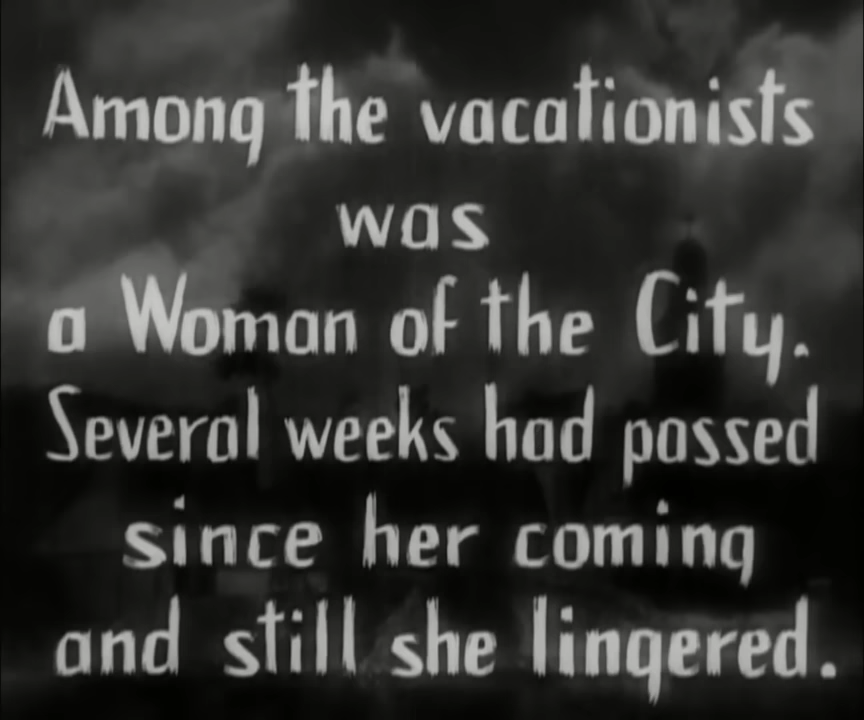 Among the vacationists
was
a Woman of the City.
Several weeks had passed
since her coming
and still she lingered.